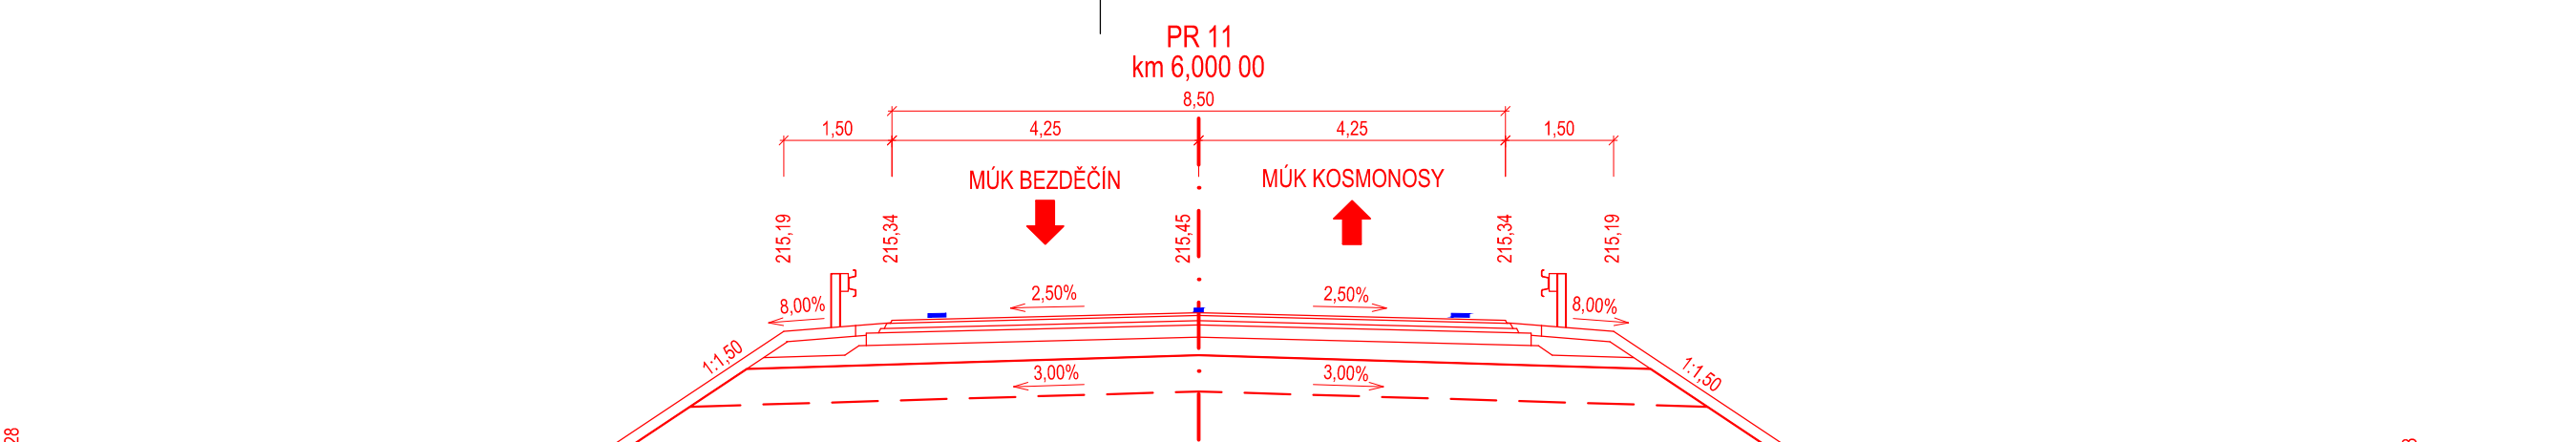 PR 11
km 6,000 00
8,50
1,50 4,25 4,25 1,50
MÚK BEZDĚČÍN MÚK KOSMONOSY
215,19 215,34 215,45 215,34 215,19
8,00% 2,50% 2,50% 8,00%
1:1,50 3,00% 3,00% 1:1,50
28